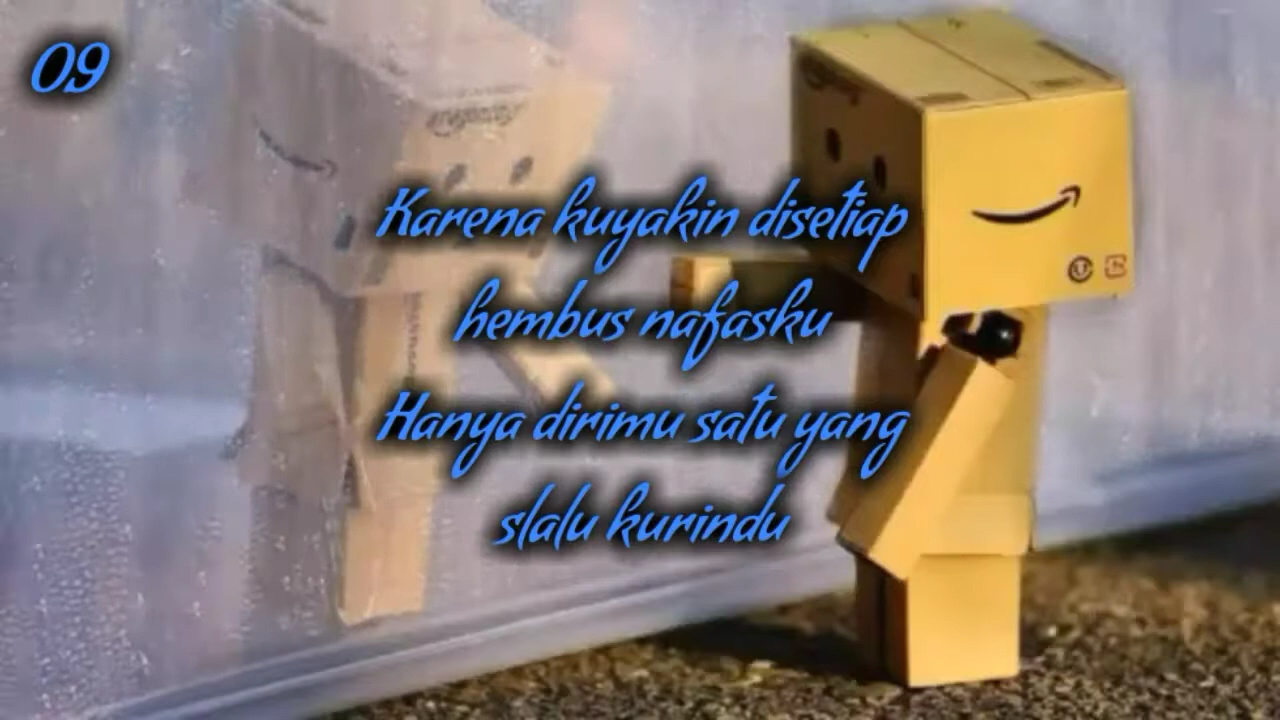 09
Karena kuyakin disetiap
hembus nafasku
Hanya dirimu satu yang
slalu kurindu